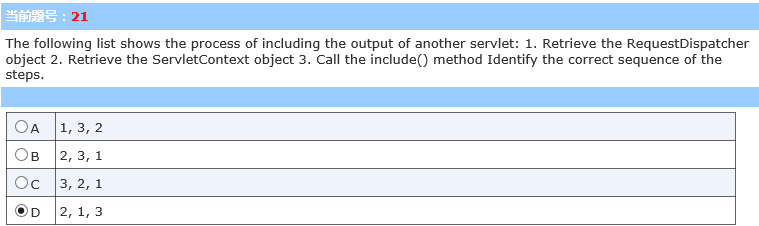 当前题号：21
The following list shows the process of including the output of another servlet: 1. Retrieve the RequestDispatcher
object 2. Retrieve the ServletContext object 3. Call the include() method Identify the correct sequence of the
steps.
A 1, 3, 2
B 2, 3, 1
C 3, 2, 1
D 2, 1, 3